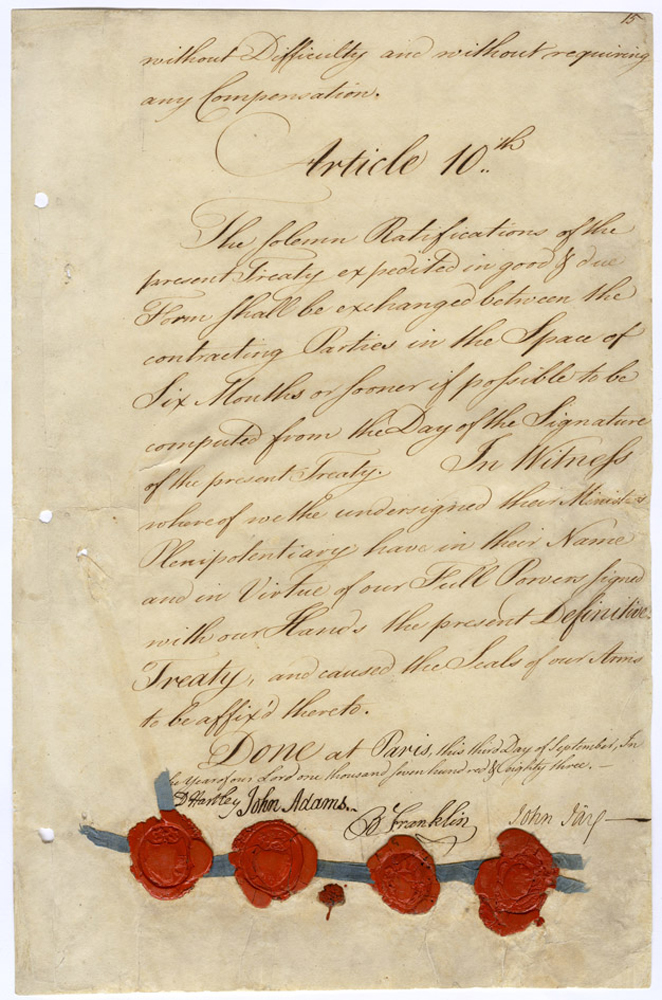 15
without Difficulty and without requiring
any Compensation.
Article 10.th
The solemn Ratifications of the
present Treaty expedited in good & due
Form shall be exchanged between the
contracting Parties in the Space of
Six Months or sooner if possible to be
computed from the Day of the Signature
of the present Treaty. In Witness
whereof we the undersigned their Ministers
Plenipotentiary have in their Name
and in Virtue of our Full Powers signed
with our Hands the present Definitive
Treaty, and caused the Seals of our Arms
to be affix'd thereto.
Done at Paris, this third Day of September, In
the Year of our Lord one thousand seven hundred & eighty three.—
D Hartley John Adams.. B Franklin John Jay—